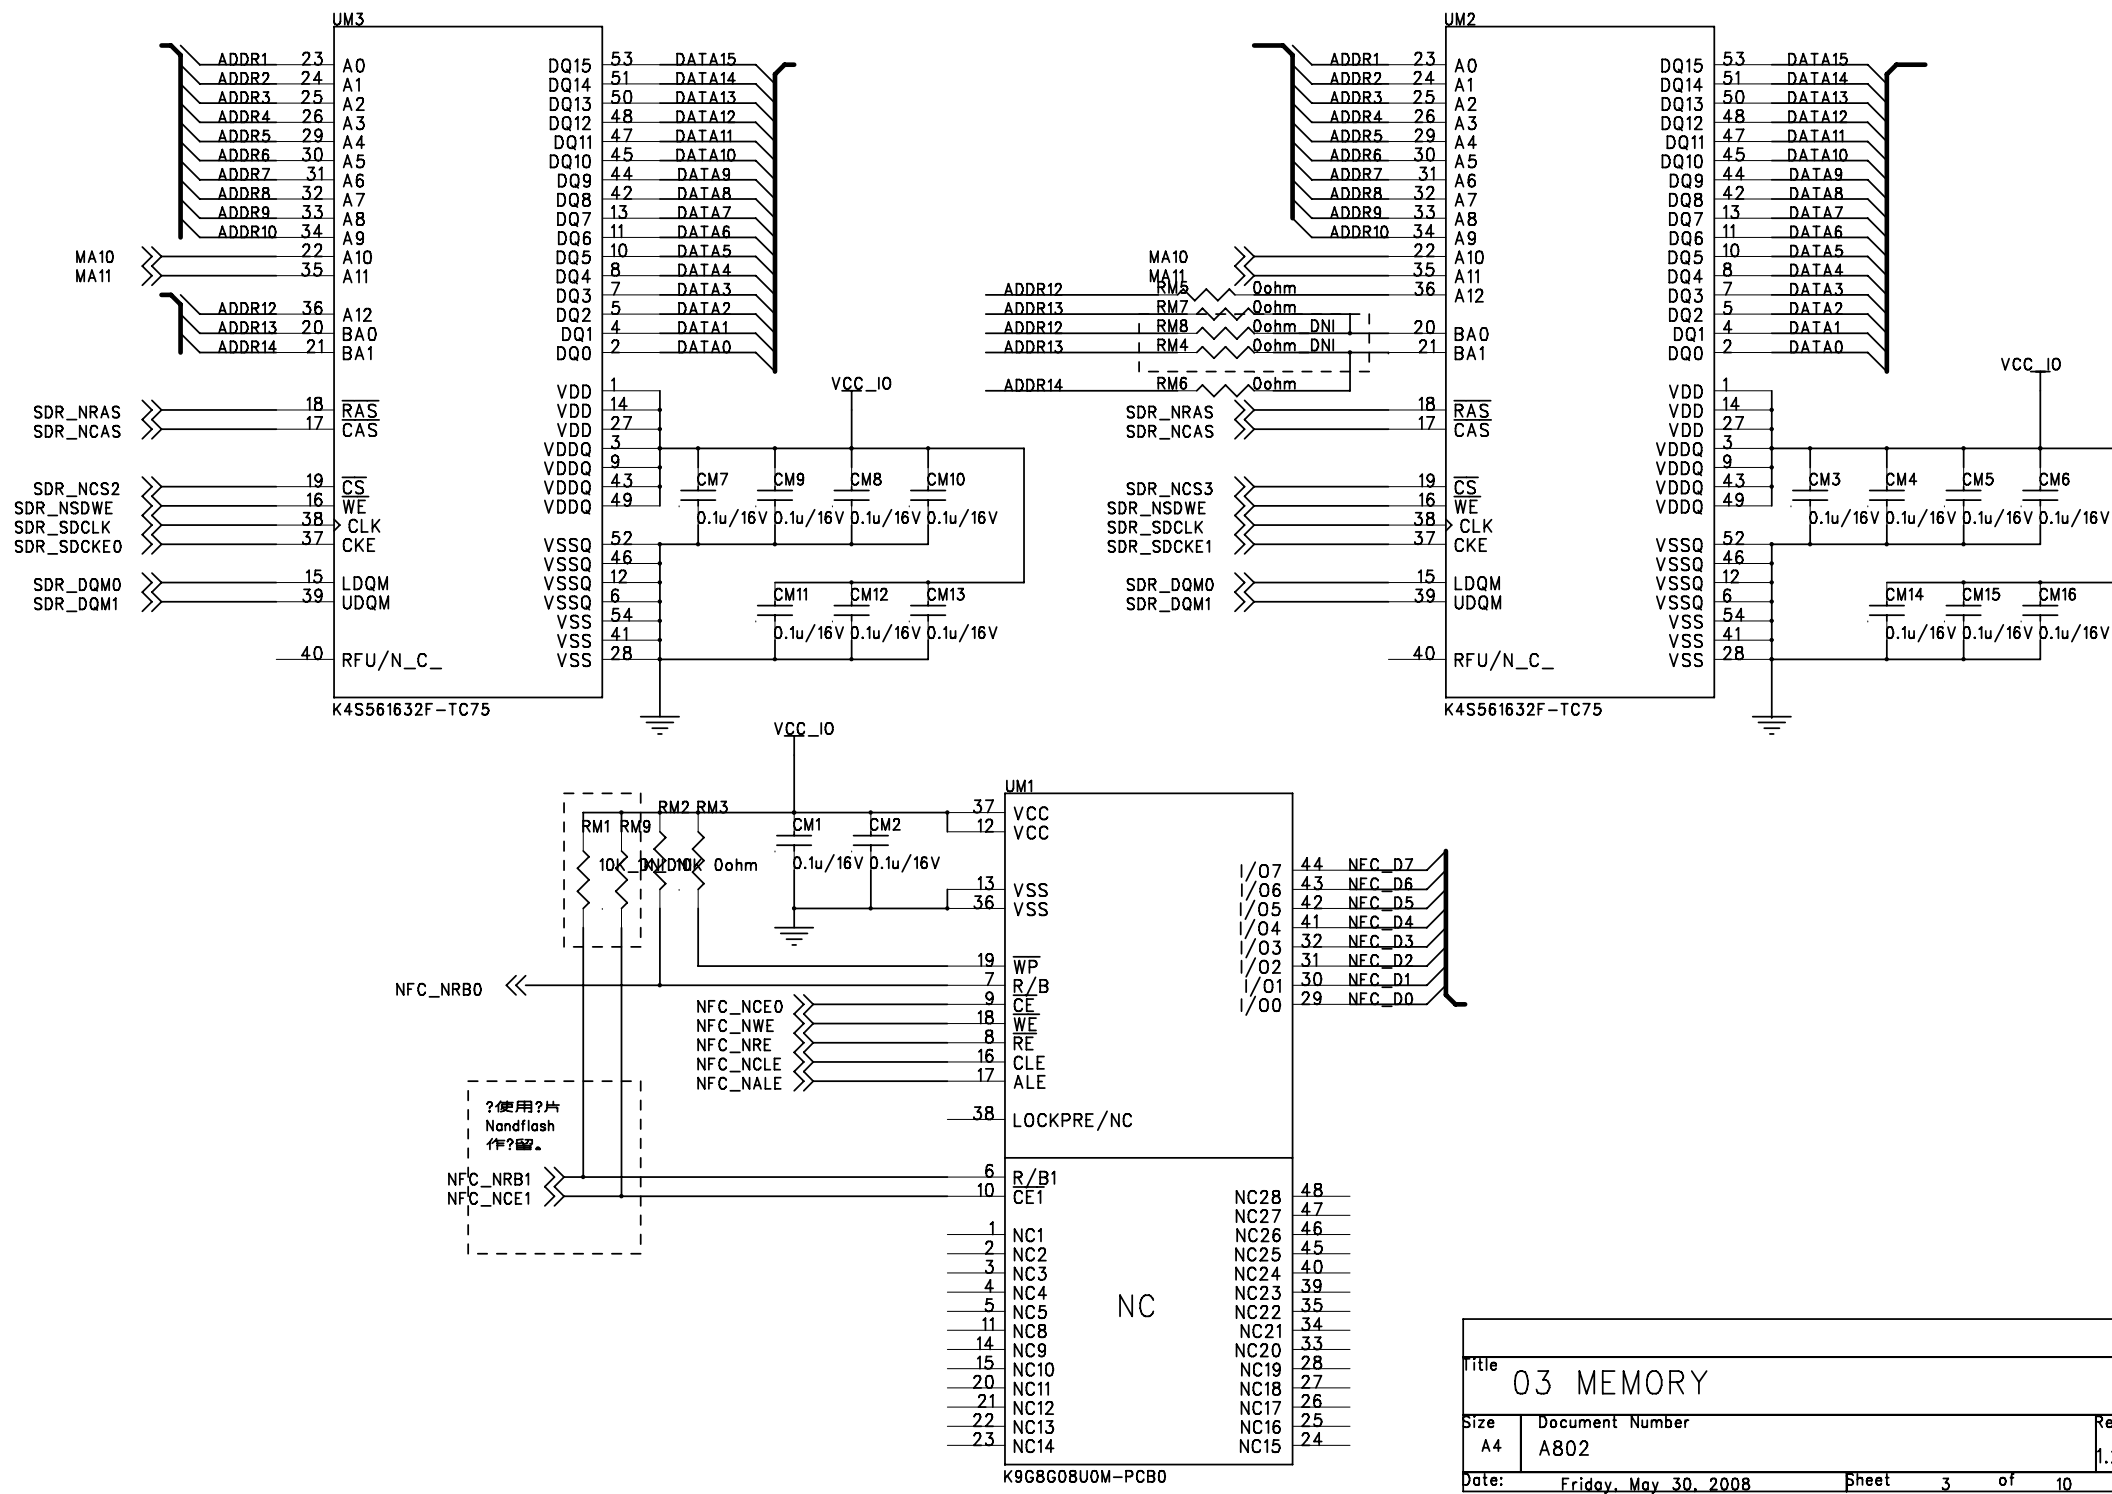 UM3
ADDR1 23 A0 DQ15 53 DATA15
ADDR2 24 A1 DQ14 51 DATA14
ADDR3 25 A2 DQ13 50 DATA13
ADDR4 26 A3 DQ12 48 DATA12
ADDR5 29 A4 DQ11 47 DATA11
ADDR6 30 A5 DQ10 45 DATA10
ADDR7 31 A6 DQ9 44 DATA9
ADDR8 32 A7 DQ8 42 DATA8
ADDR9 33 A8 DQ7 13 DATA7
ADDR10 34 A9 DQ6 11 DATA6
MA10 22 A10 DQ5 10 DATA5
MA11 35 A11 DQ4 8 DATA4
DQ3 7 DATA3
ADDR12 36 A12 DQ2 5 DATA2
ADDR13 20 BA0 DQ1 4 DATA1
ADDR14 21 BA1 DQ0 2 DATA0
VCC_IO
VDD 1
SDR_NRAS 18 RAS VDD 14
SDR_NCAS 17 CAS VDD 27
VDDQ 3
VDDQ 9
SDR_NCS2 19 CS VDDQ 43
SDR_NSDWE 16 WE VDDQ 49
SDR_SDCLK 38 CLK
SDR_SDCKE0 37 CKE VSSQ 52
VSSQ 46
SDR_DQM0 15 LDQM VSSQ 12
SDR_DQM1 39 UDQM VSSQ 6
VSS 54
VSS 41
40 RFU/N_C_ VSS 28
CM7 CM9 CM8 CM10
0.1u/16V 0.1u/16V 0.1u/16V 0.1u/16V
CM11 CM12 CM13
0.1u/16V 0.1u/16V 0.1u/16V
K4S561632F-TC75
UM2
ADDR1 23 A0 DQ15 53 DATA15
ADDR2 24 A1 DQ14 51 DATA14
ADDR3 25 A2 DQ13 50 DATA13
ADDR4 26 A3 DQ12 48 DATA12
ADDR5 29 A4 DQ11 47 DATA11
ADDR6 30 A5 DQ10 45 DATA10
ADDR7 31 A6 DQ9 44 DATA9
ADDR8 32 A7 DQ8 42 DATA8
ADDR9 33 A8 DQ7 13 DATA7
ADDR10 34 A9 DQ6 11 DATA6
MA10 22 A10 DQ5 10 DATA5
MA11 35 A11 DQ4 8 DATA4
ADDR12 RM5 0ohm 36 A12 DQ3 7 DATA3
ADDR13 RM7 0ohm DQ2 5 DATA2
ADDR12 RM8 0ohm_DNI 20 BA0 DQ1 4 DATA1
ADDR13 RM4 0ohm_DNI 21 BA1 DQ0 2 DATA0
VCC_IO
ADDR14 RM6 0ohm VDD 1
SDR_NRAS 18 RAS VDD 14
SDR_NCAS 17 CAS VDD 27
VDDQ 3
VDDQ 9
SDR_NCS3 19 CS VDDQ 43
SDR_NSDWE 16 WE VDDQ 49
SDR_SDCLK 38 CLK
SDR_SDCKE1 37 CKE VSSQ 52
VSSQ 46
SDR_DQM0 15 LDQM VSSQ 12
SDR_DQM1 39 UDQM VSSQ 6
VSS 54
VSS 41
40 RFU/N_C_ VSS 28
CM3 CM4 CM5 CM6
0.1u/16V 0.1u/16V 0.1u/16V 0.1u/16V
CM14 CM15 CM16
0.1u/16V 0.1u/16V 0.1u/16V
K4S561632F-TC75
VCC_IO
UM1
RM2 RM3
RM1 RM9
0ohm
CM1 CM2
0.1u/16V 0.1u/16V
37 VCC
12 VCC
13 VSS
36 VSS
19 WP
NFC_NRB0 7 R/B
NFC_NCE0 9 CE
NFC_NWE 18 WE
NFC_NRE 8 RE
NFC_NCLE 16 CLE
NFC_NALE 17 ALE
38 LOCKPRE/NC
I/O7 44 NFC_D7
I/O6 43 NFC_D6
I/O5 42 NFC_D5
I/O4 41 NFC_D4
I/O3 32 NFC_D3
I/O2 31 NFC_D2
I/O1 30 NFC_D1
I/O0 29 NFC_D0
?使用?片
Nandflash
作?留。
NFC_NRB1 6 R/B1
NFC_NCE1 10 CE1 NC28 48
NC27 47
1 NC1 NC26 46
2 NC2 NC25 45
3 NC3 NC24 40
4 NC4 NC23 39
5 NC5 NC22 35
11 NC8 NC21 34
14 NC9 NC20 33
15 NC10 NC19 28
20 NC11 NC18 27
21 NC12 NC17 26
22 NC13 NC16 25
23 NC14 NC15 24
NC
K9G8G08U0M-PCB0
Title
03 MEMORY
Size Document Number
A4 A802
Date: Friday, May 30, 2008 Sheet 3 of 10